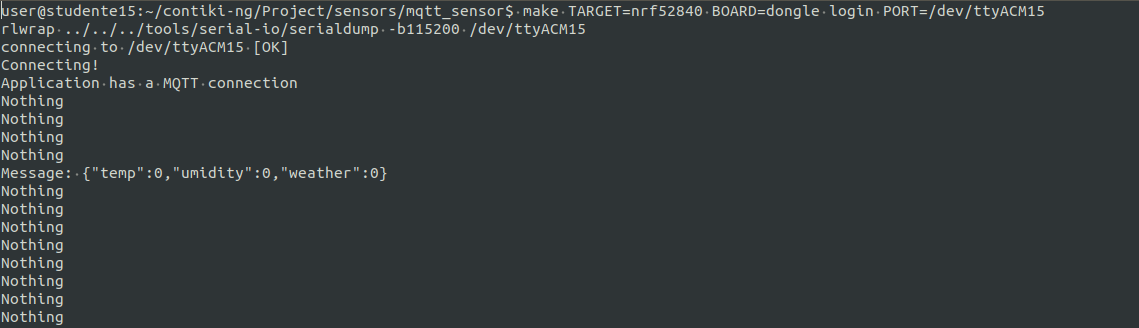 user@studente15:~/contiki-ng/Project/sensors/mqtt_sensor$ make TARGET=nrf52840 BOARD=dongle login PORT=/dev/ttyACM15
rlwrap ../../../tools/serial-io/serialdump -b115200 /dev/ttyACM15
connecting to /dev/ttyACM15 [OK]
Connecting!
Application has a MQTT connection
Nothing
Nothing
Nothing
Nothing
Message: {"temp":0,"umidity":0,"weather":0}
Nothing
Nothing
Nothing
Nothing
Nothing
Nothing
Nothing
Nothing